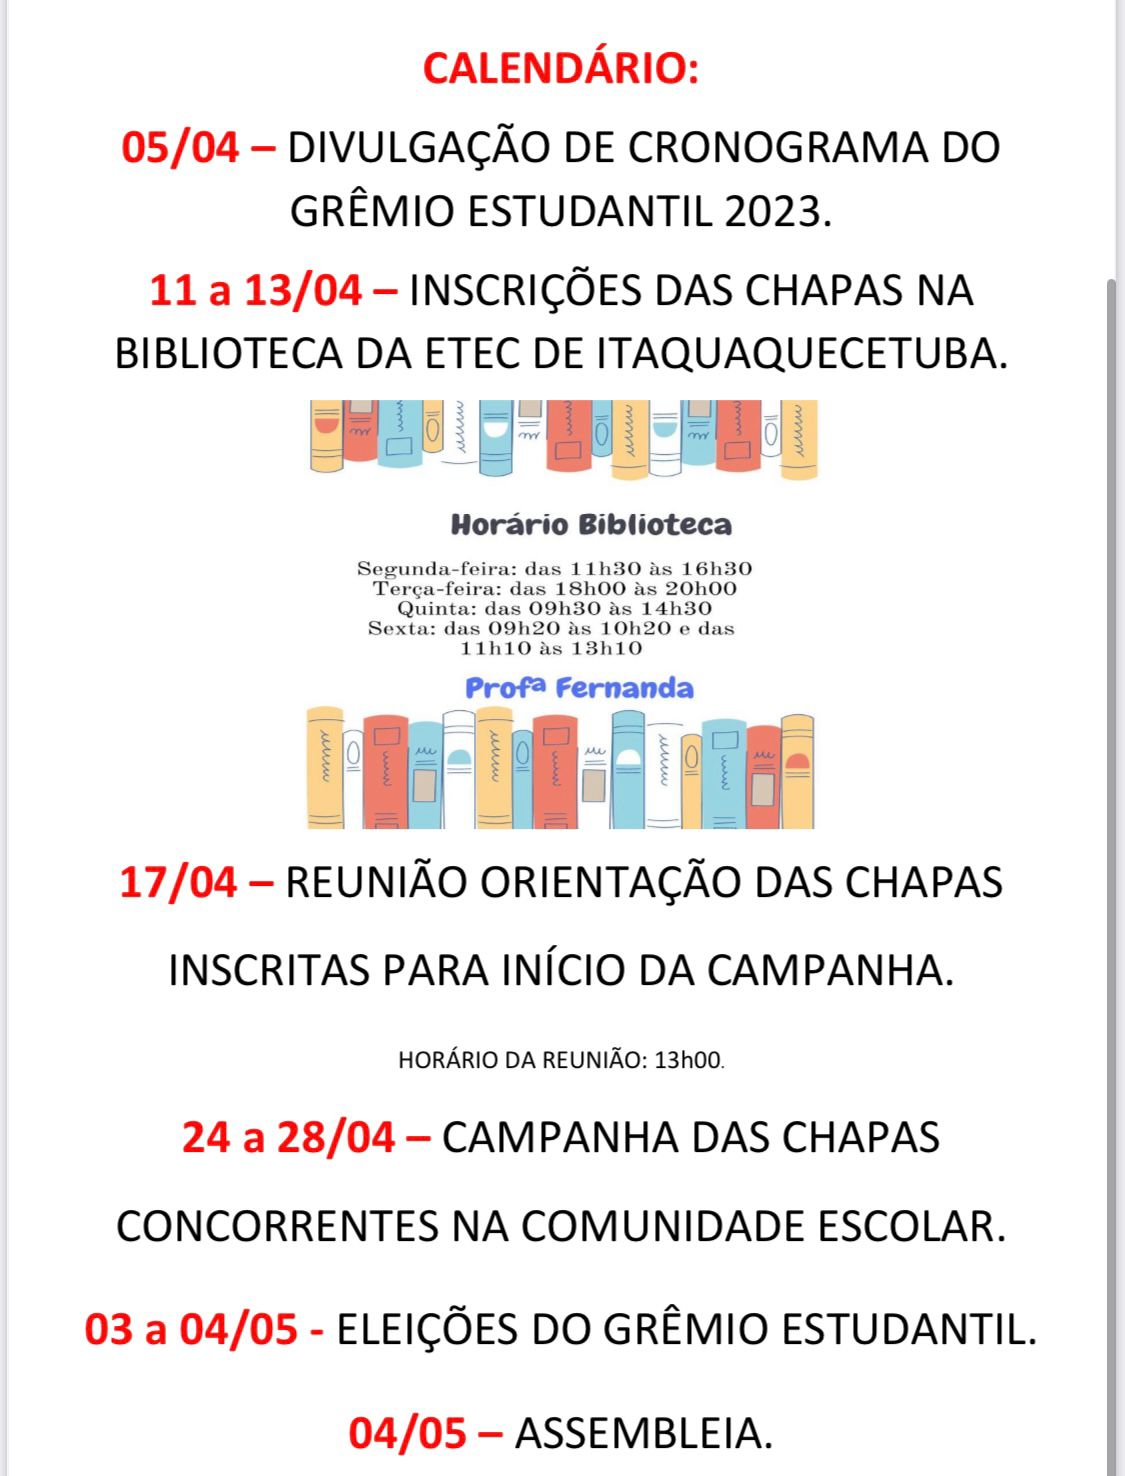 CALENDÁRIO:
05/04 – DIVULGAÇÃO DE CRONOGRAMA DO
GRÊMIO ESTUDANTIL 2023.
11 a 13/04 – INSCRIÇÕES DAS CHAPAS NA
BIBLIOTECA DA ETEC DE ITAQUAQUECETUBA.
Horário Biblioteca
Segunda-feira: das 11h30 às 16h30
Terça-feira: das 18h00 às 20h00
Quinta: das 09h30 às 14h30
Sexta: das 09h20 às 10h20 e das
11h10 às 13h10
Profª Fernanda
17/04 – REUNIÃO ORIENTAÇÃO DAS CHAPAS
INSCRITAS PARA INÍCIO DA CAMPANHA.
HORÁRIO DA REUNIÃO: 13h00.
24 a 28/04 – CAMPANHA DAS CHAPAS
CONCORRENTES NA COMUNIDADE ESCOLAR.
03 a 04/05 - ELEIÇÕES DO GRÊMIO ESTUDANTIL.
04/05 – ASSEMBLEIA.